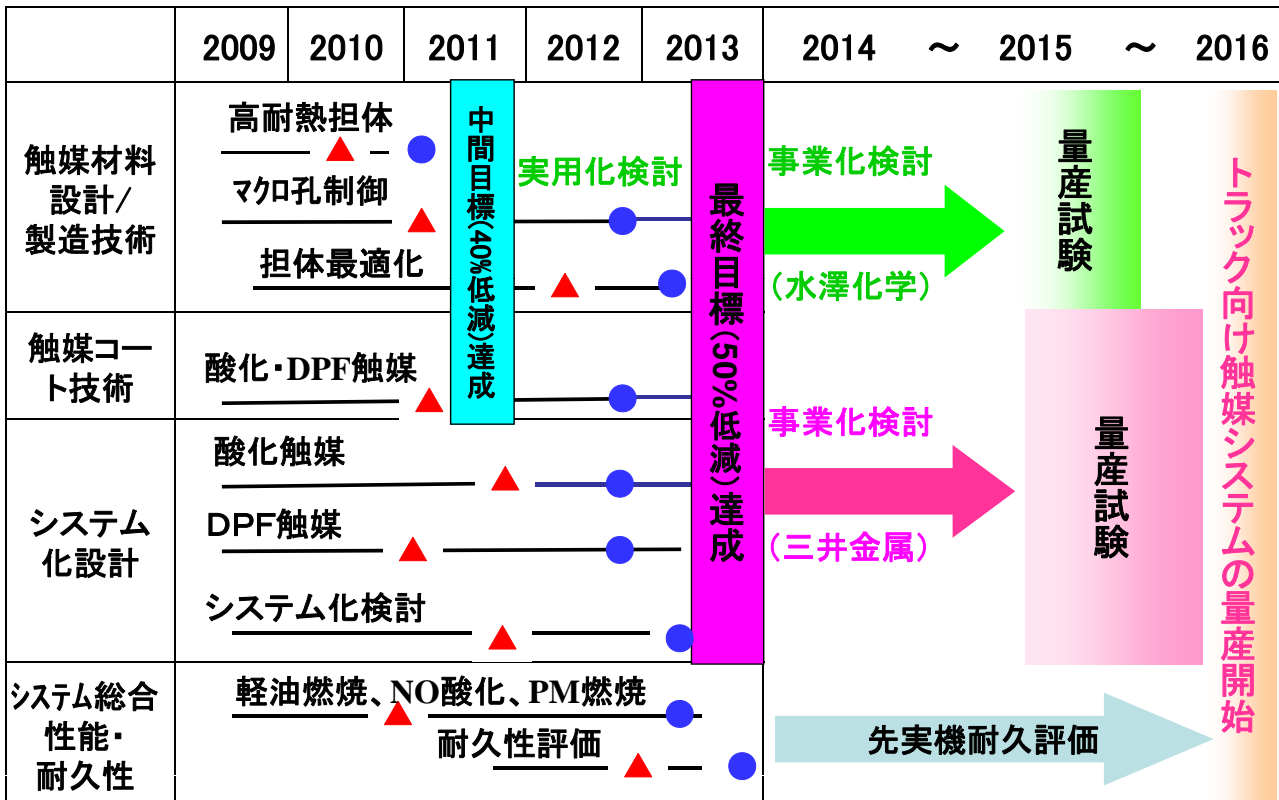 2009 2010 2011 2012 2013 2014 ～ 2015 ～ 2016
触媒材料
設計/
製造技術
高耐熱担体
マクロ孔制御
担体最適化
中間目標(40%低減)達成
実用化検討
最終目標(50%低減)達成
事業化検討
(水澤化学)
量産試験
トラック向け触媒システムの量産開始
触媒コー
ト技術
酸化・DPF触媒
システム
化設計
酸化触媒
DPF触媒
システム化検討
事業化検討
(三井金属)
量産試験
システム総合
性能・
耐久性
軽油燃焼、NO酸化、PM燃焼
耐久性評価
先実機耐久評価